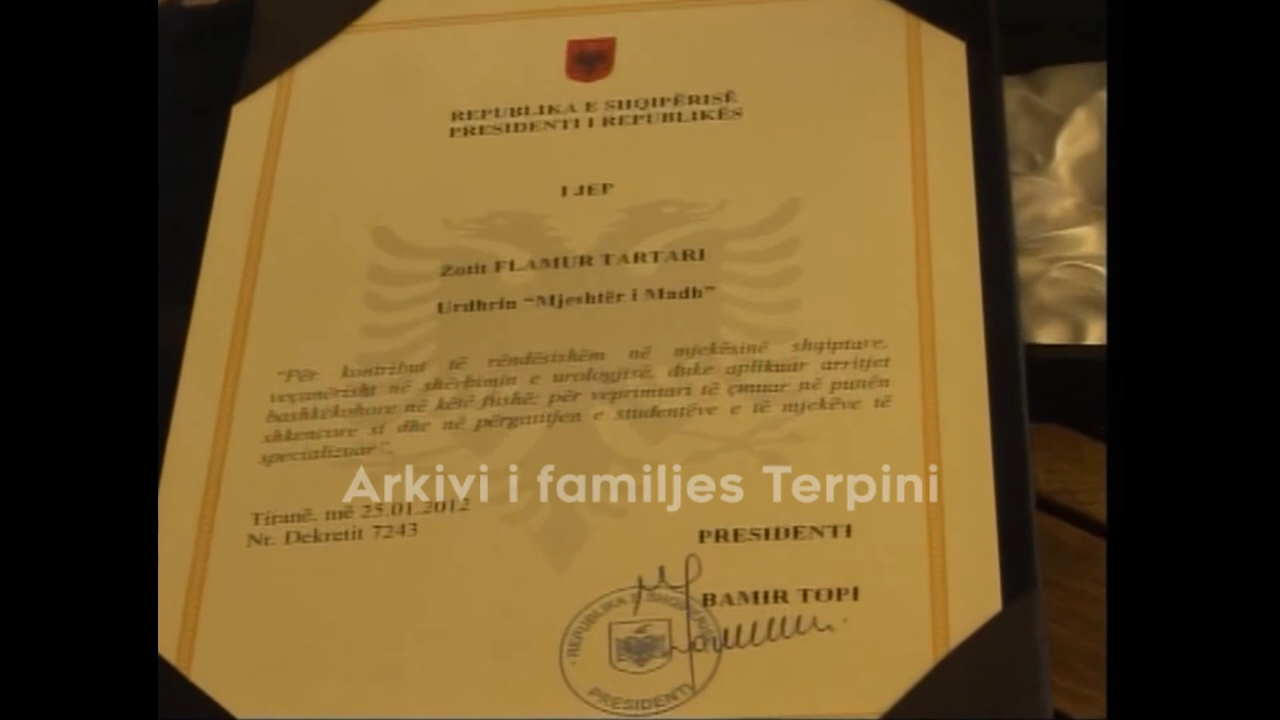 REPUBLIKA E SHQIPËRISË
PRESIDENTI I REPUBLIKËS
I JEP
Zotit FLAMUR TARTARI
Urdhrin “Mjeshtër i Madh”
“Për kontribut të rëndësishëm në mjekësinë shqiptare,
veçanërisht në shërbimin e urologjisë, duke aplikuar arritjet
bashkëkohore në këtë fushë; për veprimtari të çmuar në punën
shkencore si dhe në përgatitjen e studentëve e të mjekëve të
specializuar”.
Arkivi i familjes Terpini
Tiranë, më 25.01.2012
Nr. Dekretit 7243
PRESIDENTI
BAMIR TOPI
REPUBLIKA E SHQIPËRISË
PRESIDENTI